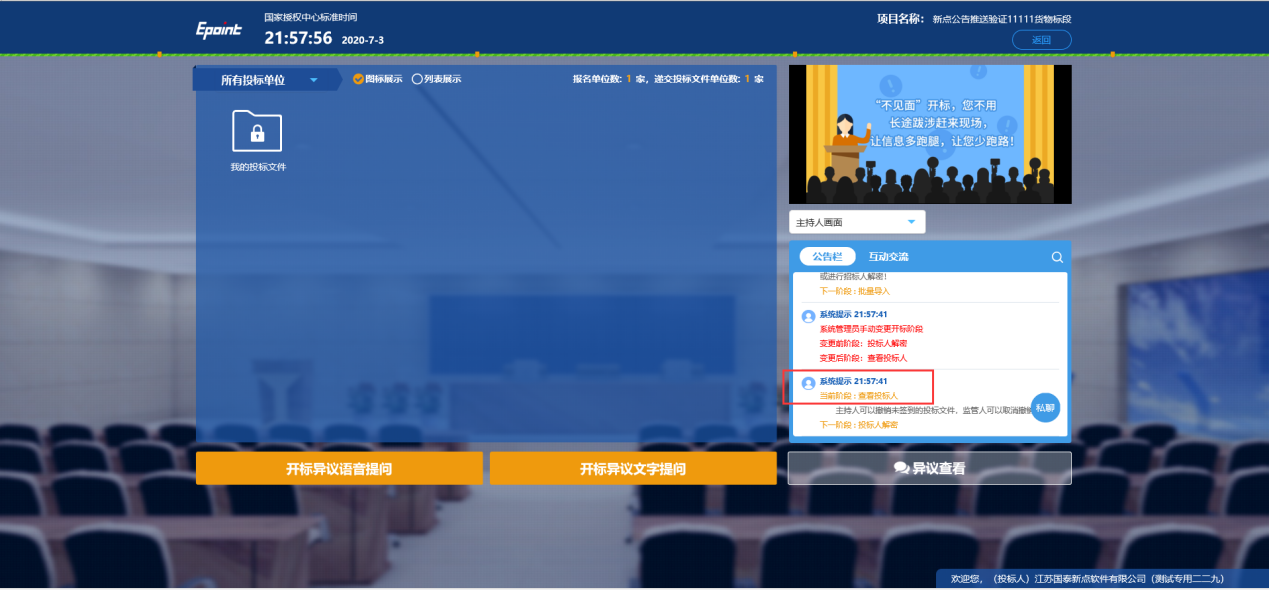 Epoint
国家授权中心标准时间
21:57:56 2020-7-3
项目名称： 新点公告推送验证11111货物标段
返回
所有投标单位
图标展示 列表展示
报名单位数：1 家，递交投标文件单位数：1 家
我的投标文件
“不见面”开标，您不用
长途跋涉赶来现场，
让信息多跑腿，让您少跑路！
主持人画面
公告栏 互动交流
或进行招标人解密！
下一阶段：批量导入
系统提示 21:57:41
系统管理员手动变更开标阶段
变更前阶段：投标人解密
变更后阶段：查看投标人
系统提示 21:57:41
当前阶段：查看投标人
主持人可以撤销未签到的投标文件，监管人可以取消撤销
私聊
下一阶段：投标人解密
开标异议语音提问
开标异议文字提问
异议查看
欢迎您，（投标人）江苏国泰新点软件有限公司（测试专用二二九）